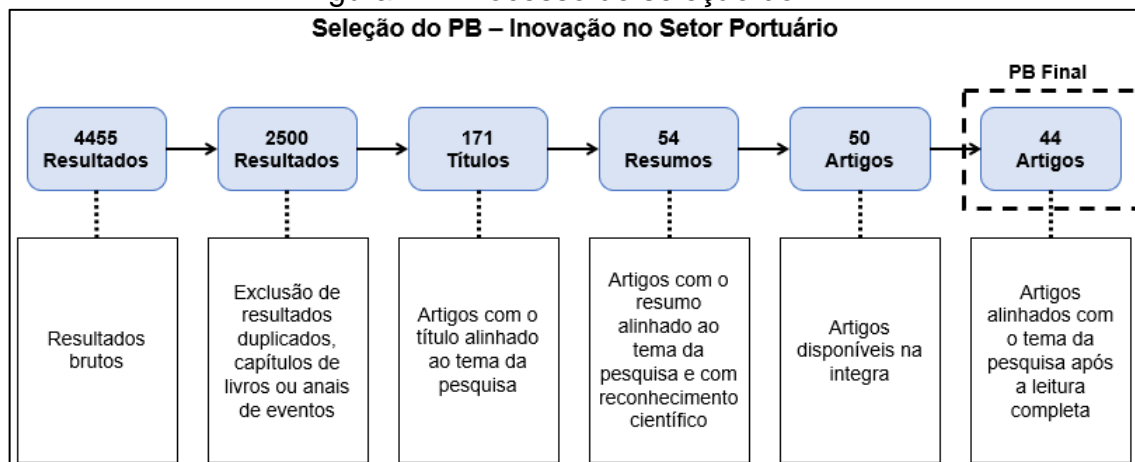 Seleção do PB – Inovação no Setor Portuário
PB Final
4455
Resultados
2500
Resultados
171
Títulos
54
Resumos
50
Artigos
44
Artigos
Resultados
brutos
Exclusão de
resultados
duplicados,
capítulos de
livros ou anais
de eventos
Artigos com o
título alinhado
ao tema da
pesquisa
Artigos com o
resumo
alinhado ao
tema da
pesquisa e com
reconhecimento
científico
Artigos
disponíveis na
integra
Artigos
alinhados com
o tema da
pesquisa após
a leitura
completa